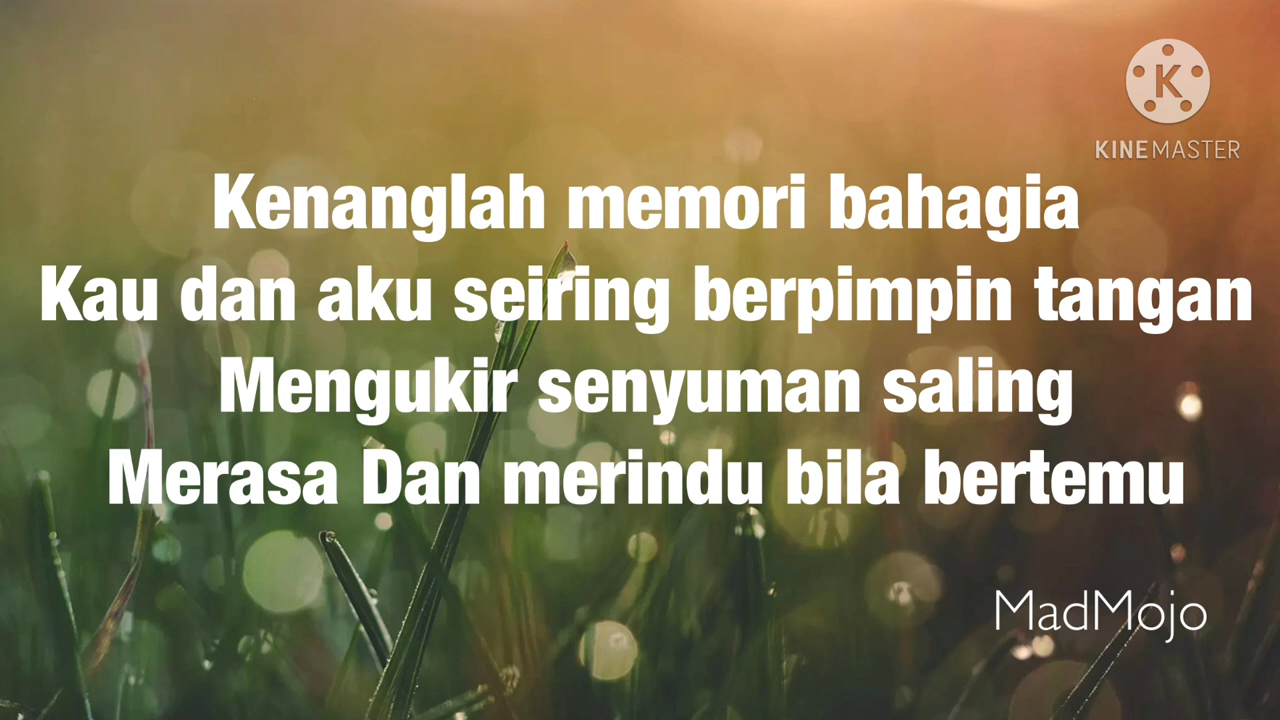 K
KINEMASTER
Kenanglah memori bahagia
Kau dan aku seiring berpimpin tangan
Mengukir senyuman saling
Merasa Dan merindu bila bertemu
MadMojo